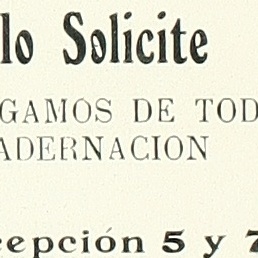 lo Solicite
GAMOS DE TOD
ADERNACION
epción 5 y 7